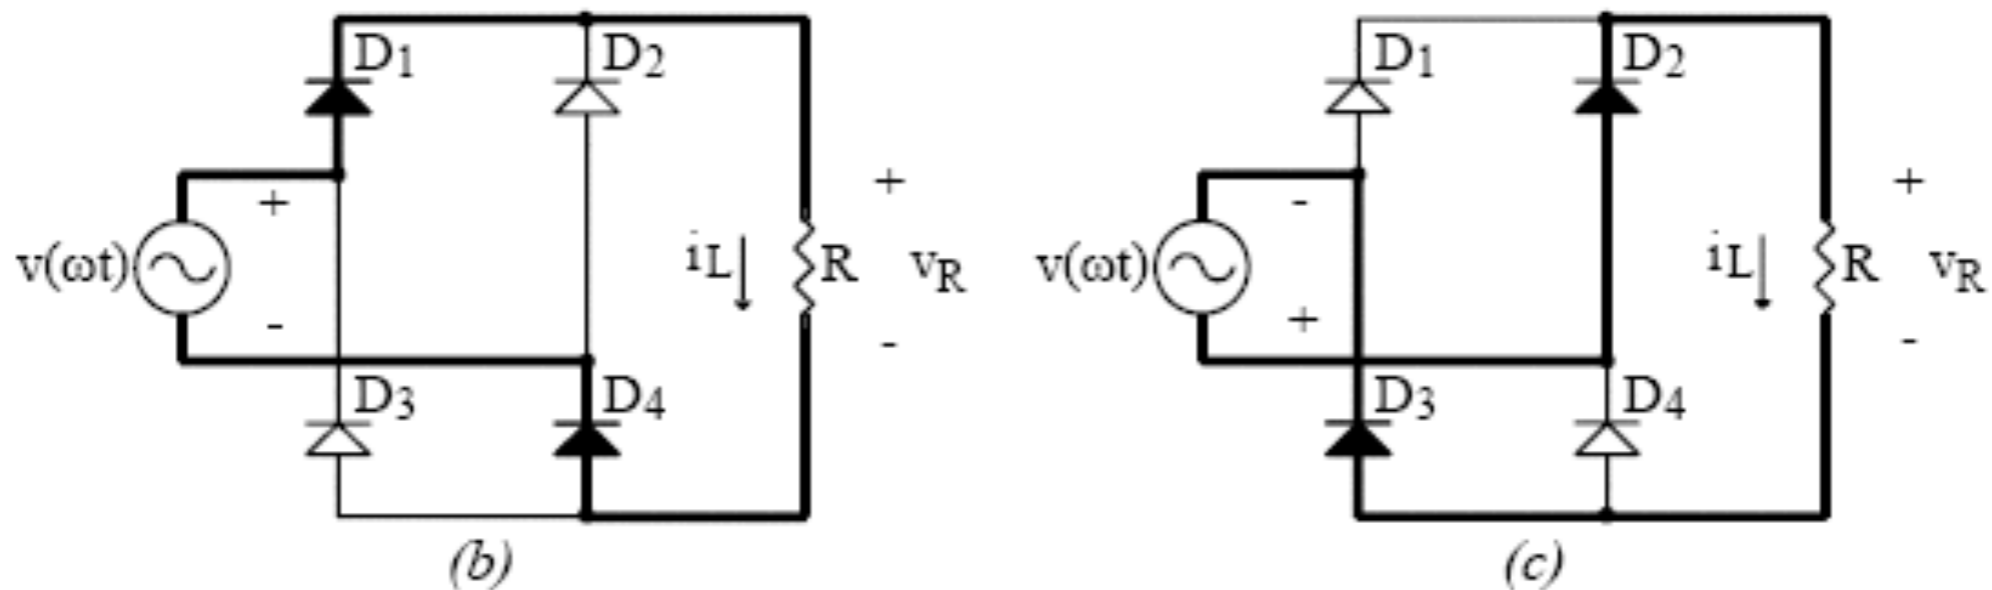 D1 D2 D1 D2
+ - + +
v(ωt) iL R vR v(ωt) iL R vR
- + - -
D3 D4 D3 D4
(b) (c)